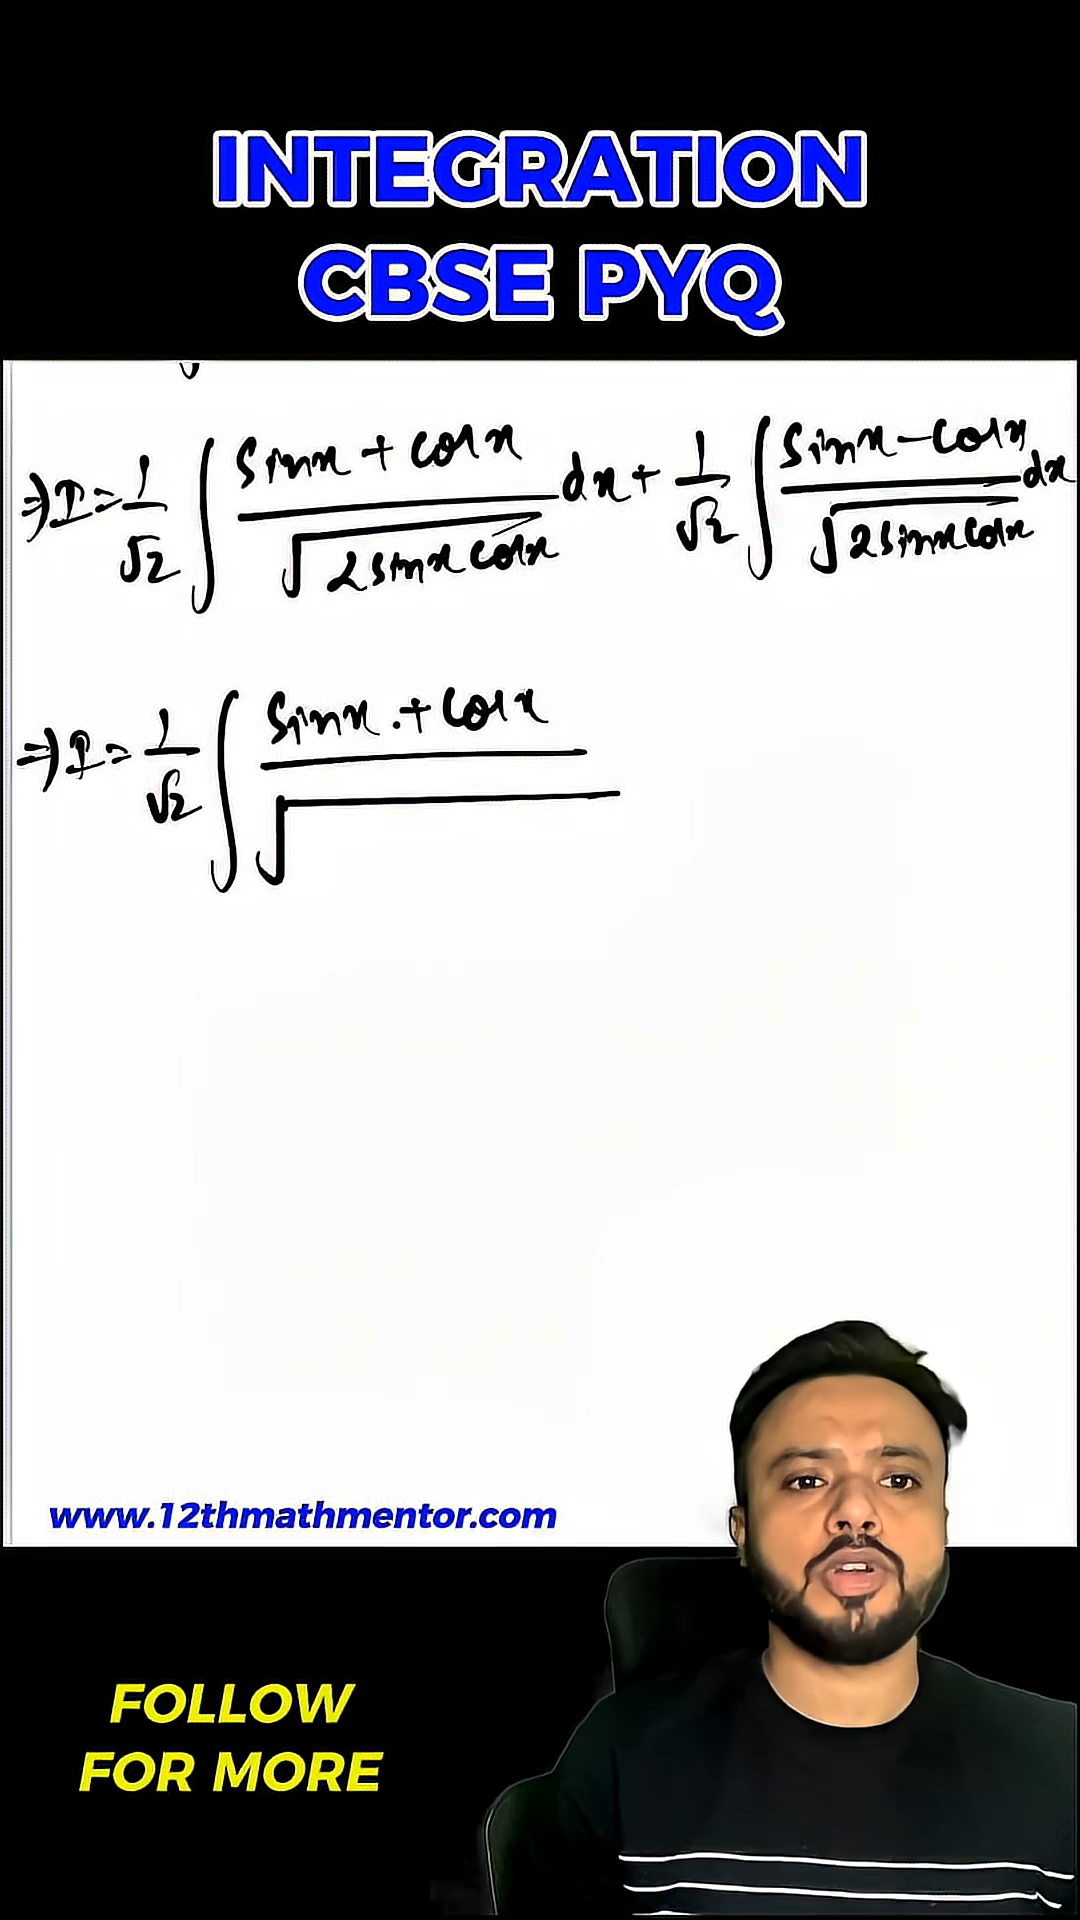 INTEGRATION
CBSE PYQ
⇒I = 1/√2 ∫ (sinx + cosx)/√(2sinx cosx) dx + 1/√2 ∫ (sinx - cosx)/√(2sinx cosx) dx
⇒I = 1/√2 ∫ (sinx + cosx)/√
www.12thmathmentor.com
FOLLOW
FOR MORE